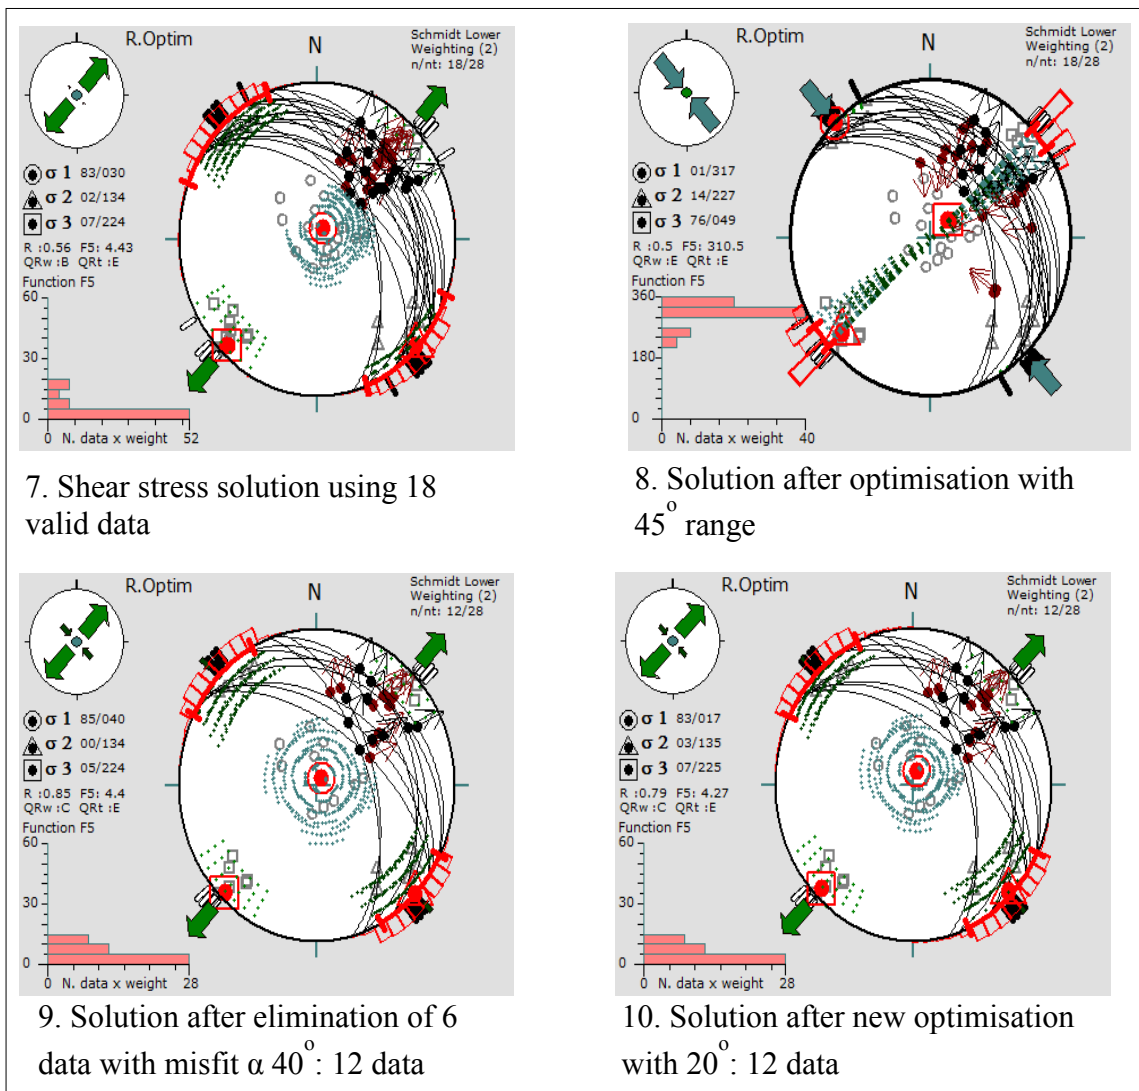 R.Optim
N
Schmidt Lower
Weighting (2)
n/nt: 18/28
σ 1 83/030
σ 2 02/134
σ 3 07/224
R :0.56 F5: 4.43
QRw :B QRt :E
Function F5
60
30
0
0 N. data x weight 52
7. Shear stress solution using 18
valid data
R.Optim
N
Schmidt Lower
Weighting (2)
n/nt: 18/28
σ 1 01/317
σ 2 14/227
σ 3 76/049
R :0.5 F5: 310.5
QRw :E QRt :E
Function F5
360
180
0
0 N. data x weight 40
8. Solution after optimisation with
45° range
R.Optim
N
Schmidt Lower
Weighting (2)
n/nt: 12/28
σ 1 85/040
σ 2 00/134
σ 3 05/224
R :0.85 F5: 4.4
QRw :C QRt :E
Function F5
60
30
0
0 N. data x weight 28
9. Solution after elimination of 6
data with misfit α 40°: 12 data
R.Optim
N
Schmidt Lower
Weighting (2)
n/nt: 12/28
σ 1 83/017
σ 2 03/135
σ 3 07/225
R :0.79 F5: 4.27
QRw :C QRt :E
Function F5
60
30
0
0 N. data x weight 28
10. Solution after new optimisation
with 20°: 12 data